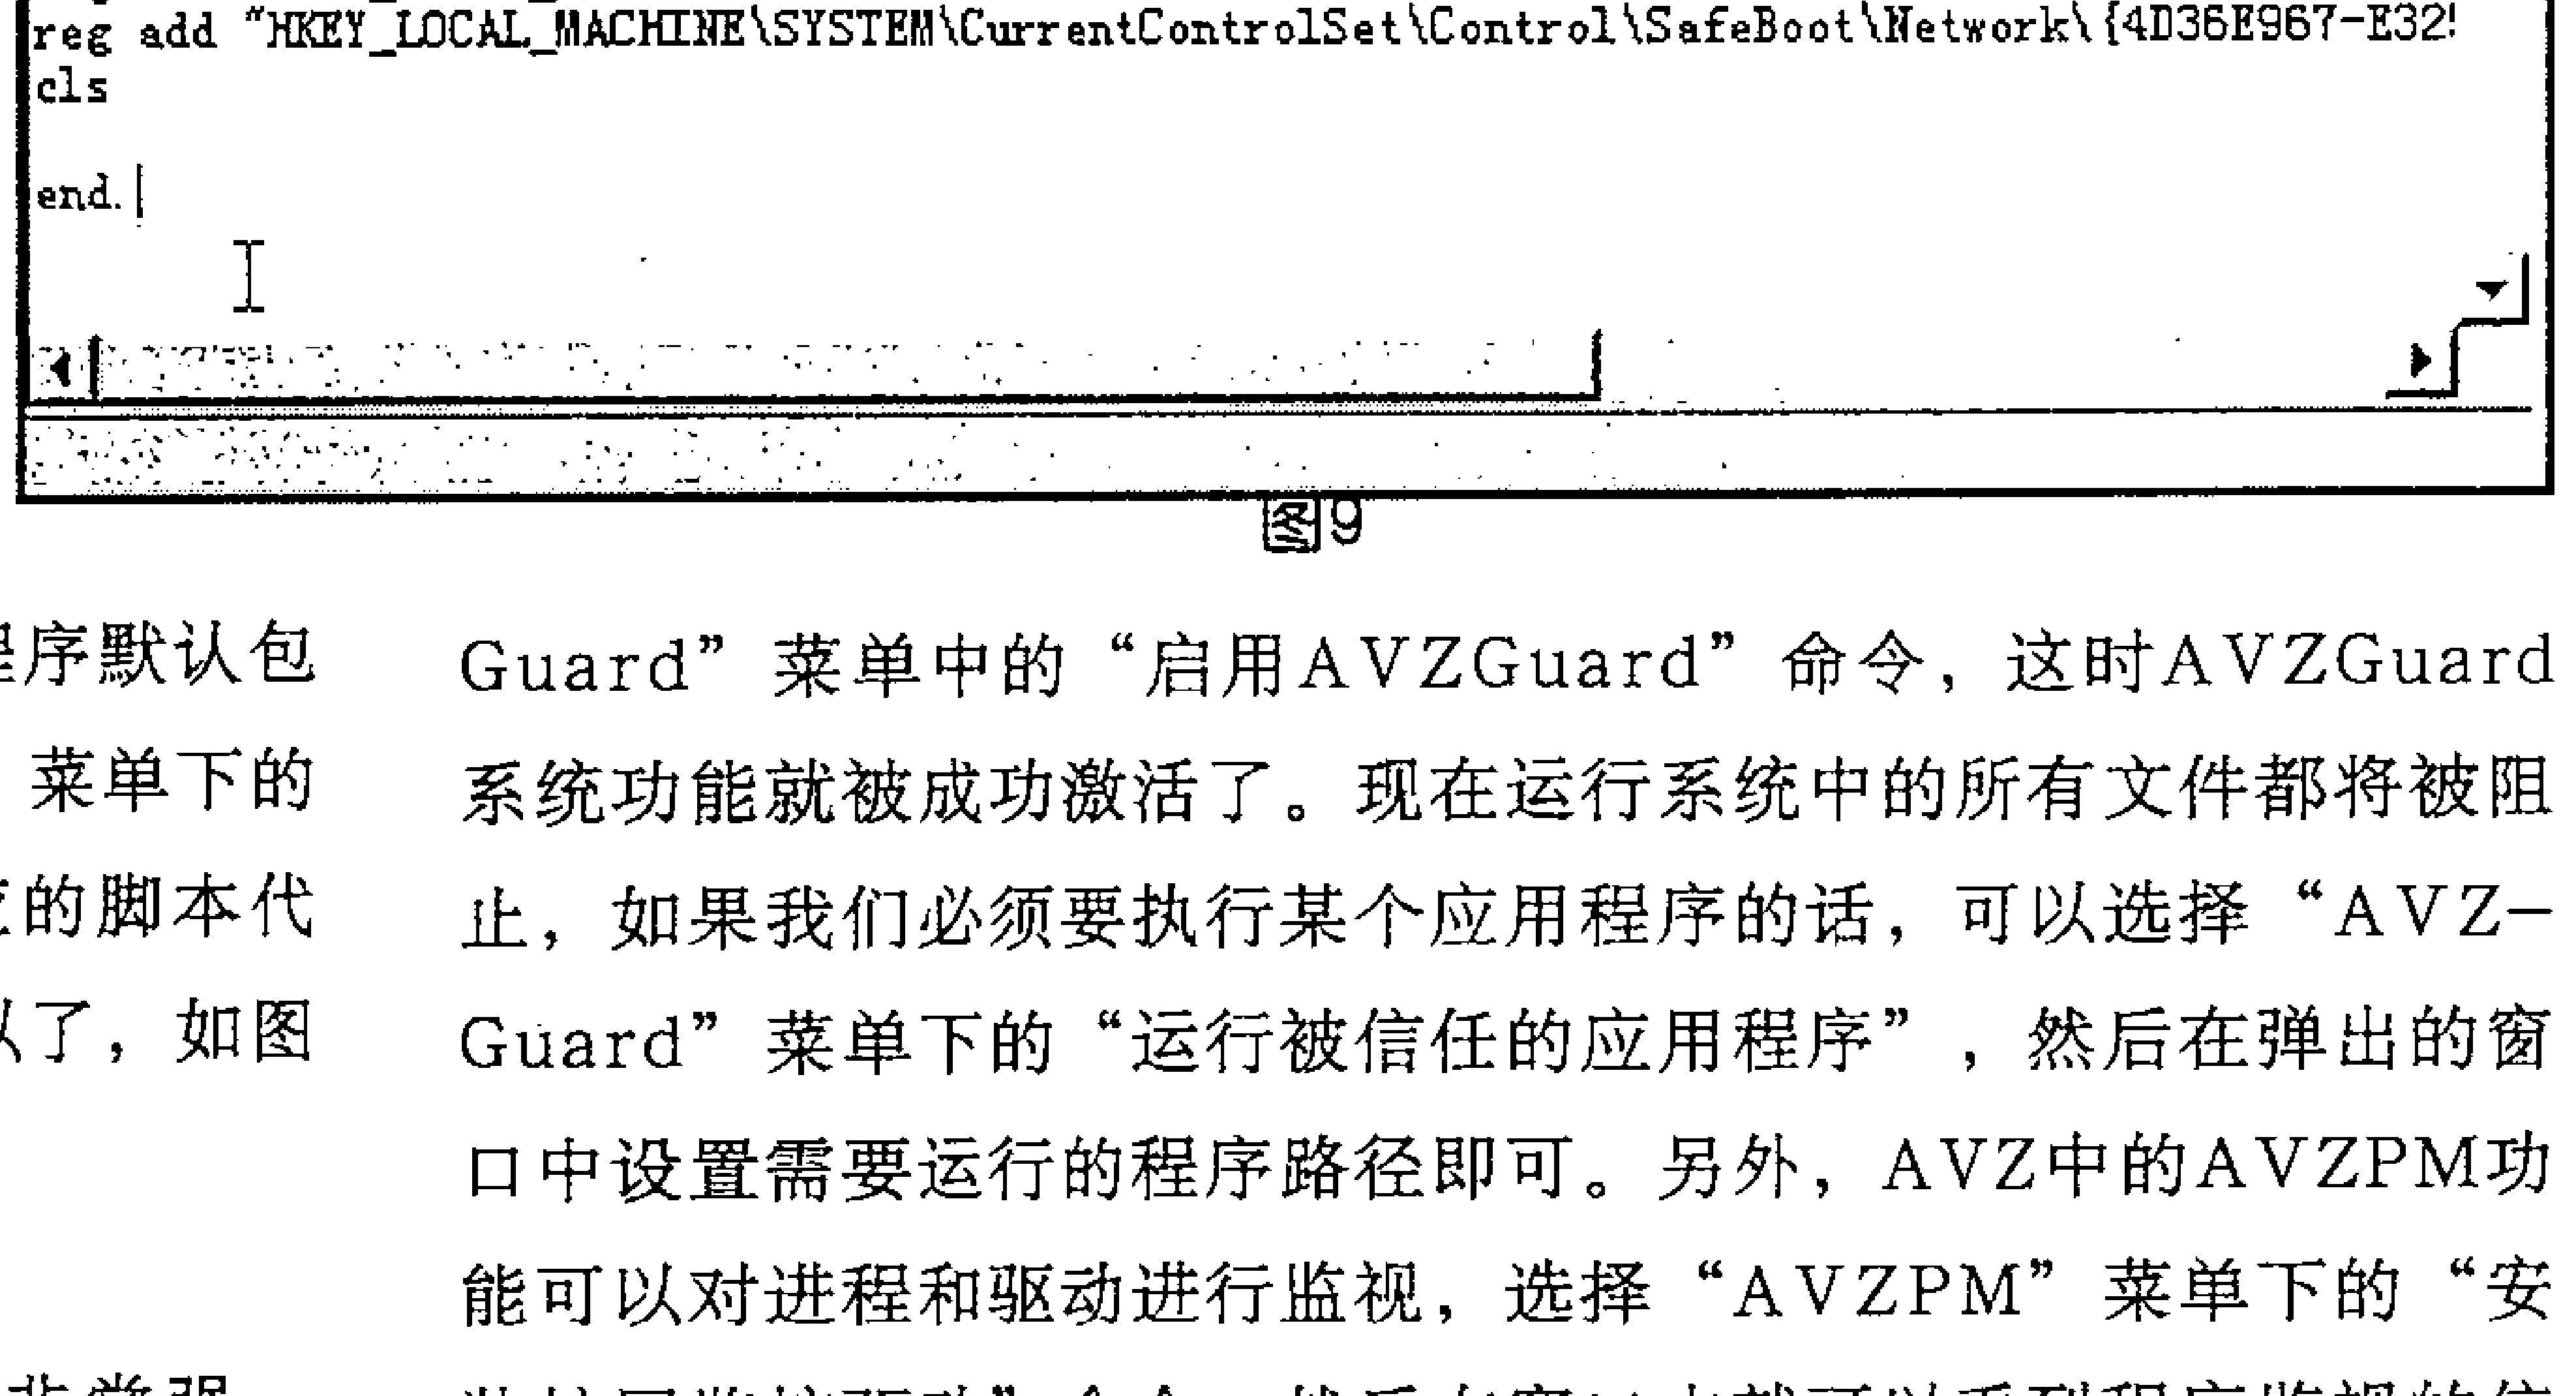 reg add "HKEY_LOCAL_MACHINE\SYSTEM\CurrentControlSet\Control\SafeBoot\Network\{4D36E967-E32
cls
end.
图9
序默认包
菜单下的
的脚本代
了，如图
Guard”菜单中的“启用AVZGuard”命令，这时AVZGuard
系统功能就被成功激活了。现在运行系统中的所有文件都将被阻
止，如果我们必须要执行某个应用程序的话，可以选择“AVZ-
Guard”菜单下的“运行被信任的应用程序”，然后在弹出的窗
口中设置需要运行的程序路径即可。另外，AVZ中的AVZPM功
能可以对进程和驱动进行监视，选择“AVZPM”菜单下的“安